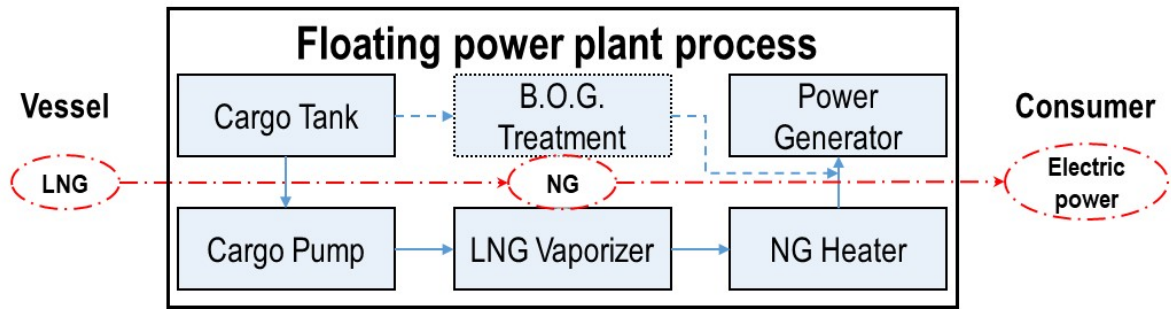 Floating power plant process
Vessel
Cargo Tank
B.O.G.
Treatment
Power
Generator
Consumer
LNG
NG
Electric
power
Cargo Pump
LNG Vaporizer
NG Heater